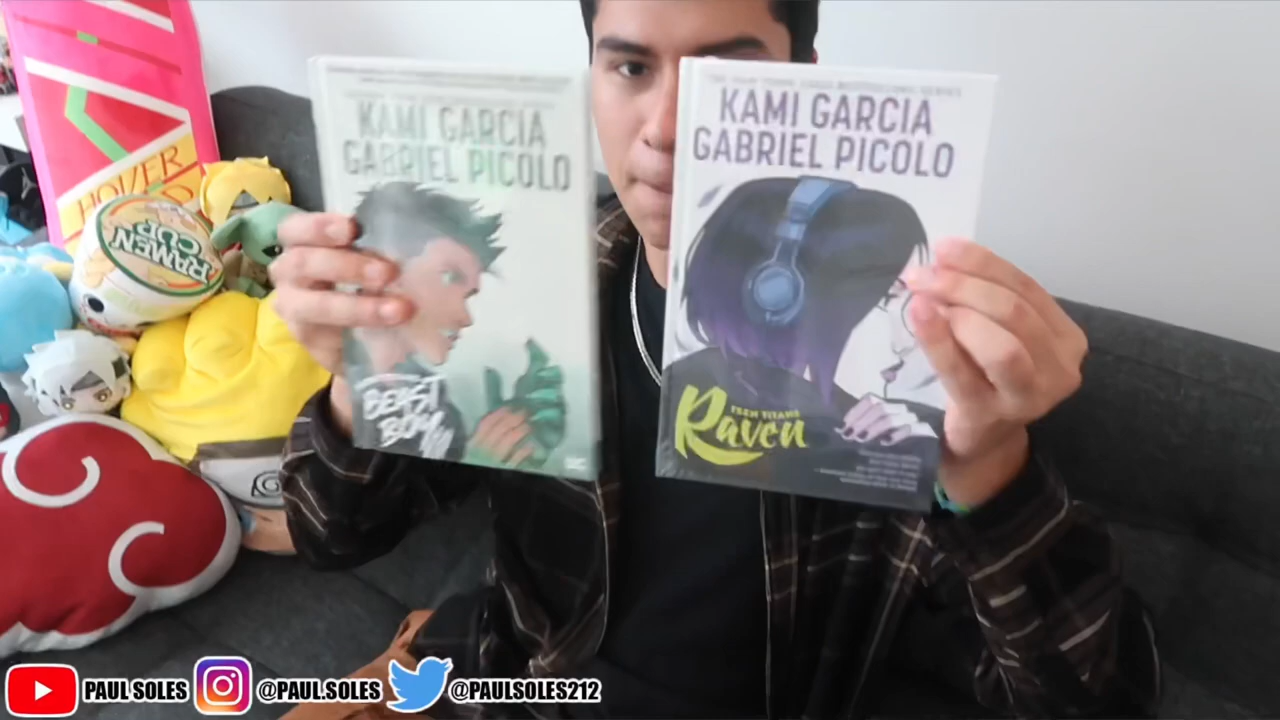 HOVER
RAMEN
CUP
KAMI GARCIA
GABRIEL PICOLO
BEAST
BOY
KAMI GARCIA
GABRIEL PICOLO
TEEN TITANS
Raven
PAUL SOLES
@PAUL.SOLES
@PAULSOLES212